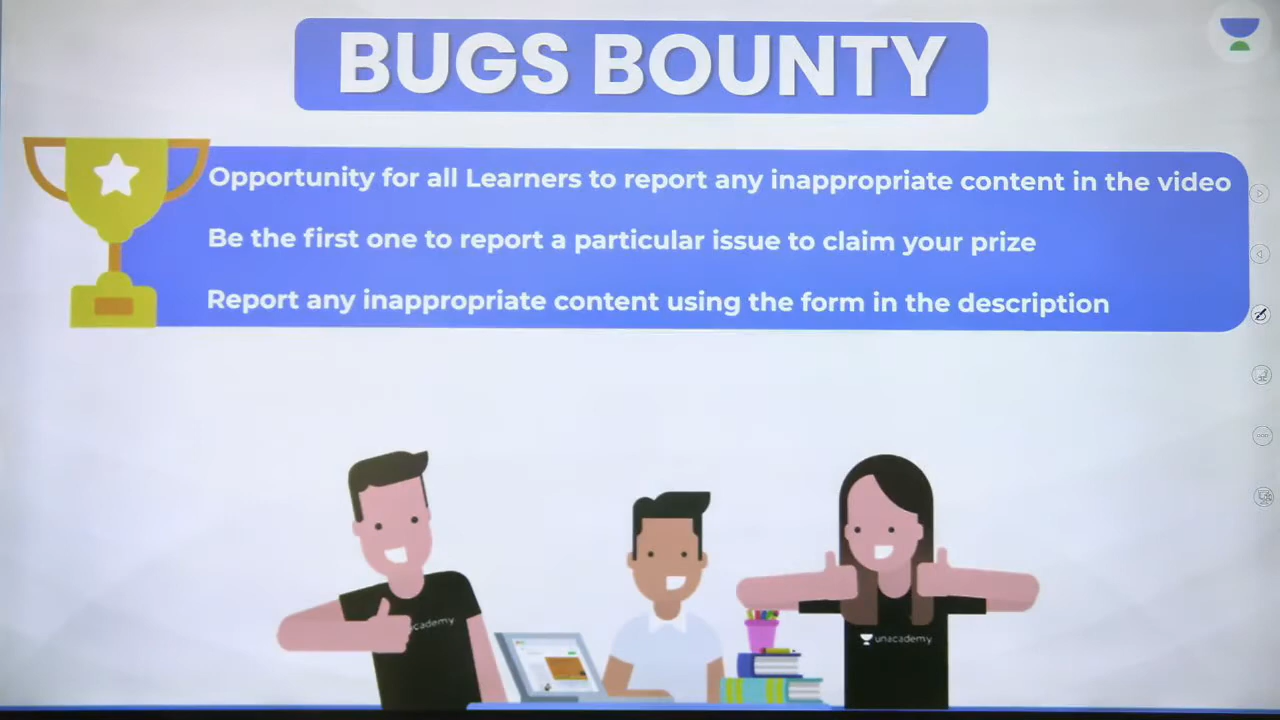 BUGS BOUNTY
Opportunity for all Learners to report any inappropriate content in the video
Be the first one to report a particular issue to claim your prize
Report any inappropriate content using the form in the description
cademy
unacademy